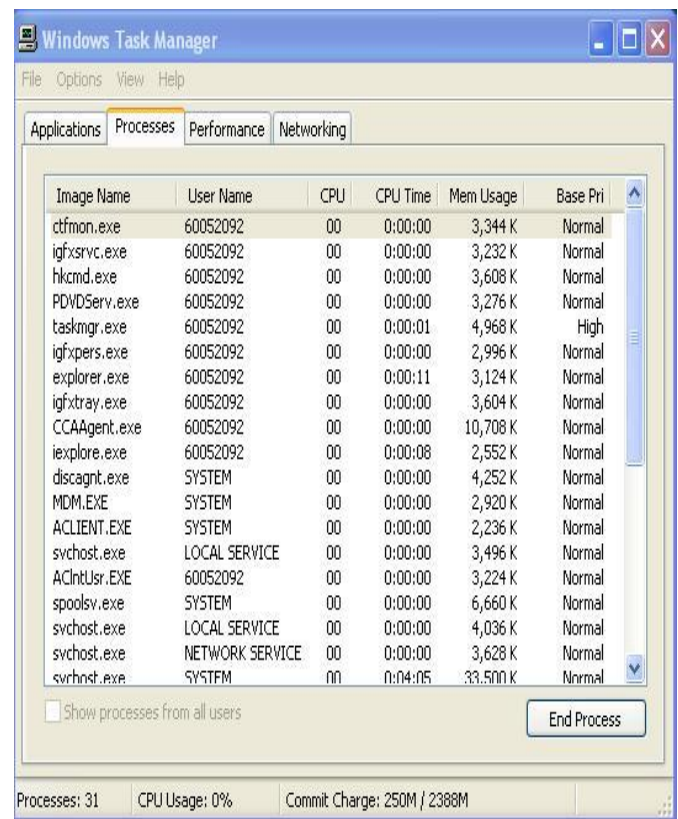 Windows Task Manager
File Options View Help
Applications Processes Performance Networking
Image Name User Name CPU CPU Time Mem Usage Base Pri
ctfmon.exe 60052092 00 0:00:00 3,344 K Normal
igfxsrvc.exe 60052092 00 0:00:00 3,232 K Normal
hkcmd.exe 60052092 00 0:00:00 3,608 K Normal
PDVDServ.exe 60052092 00 0:00:00 3,276 K Normal
taskmgr.exe 60052092 00 0:00:01 4,968 K High
igfxpers.exe 60052092 00 0:00:00 2,996 K Normal
explorer.exe 60052092 00 0:00:11 3,124 K Normal
igfxtray.exe 60052092 00 0:00:00 3,604 K Normal
CCAAgent.exe 60052092 00 0:00:00 10,708 K Normal
iexplore.exe 60052092 00 0:00:08 2,552 K Normal
discagnt.exe SYSTEM 00 0:00:00 4,252 K Normal
MDM.EXE SYSTEM 00 0:00:00 2,920 K Normal
ACLIENT.EXE SYSTEM 00 0:00:00 2,236 K Normal
svchost.exe LOCAL SERVICE 00 0:00:00 3,496 K Normal
AClntUsr.EXE 60052092 00 0:00:00 3,224 K Normal
spoolsv.exe SYSTEM 00 0:00:00 6,660 K Normal
svchost.exe LOCAL SERVICE 00 0:00:00 4,036 K Normal
svchost.exe NETWORK SERVICE 00 0:00:00 3,628 K Normal
svchost.exe SYSTEM 00 0:04:05 33,500 K Normal
Show processes from all users
End Process
Processes: 31 CPU Usage: 0% Commit Charge: 250M / 2388M